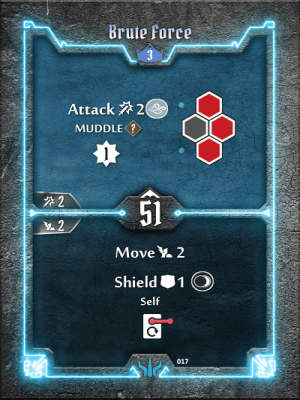 Brute Force
3
Attack 2
MUDDLE ?
1
2
51
2
Move 2
Shield 1
Self
017